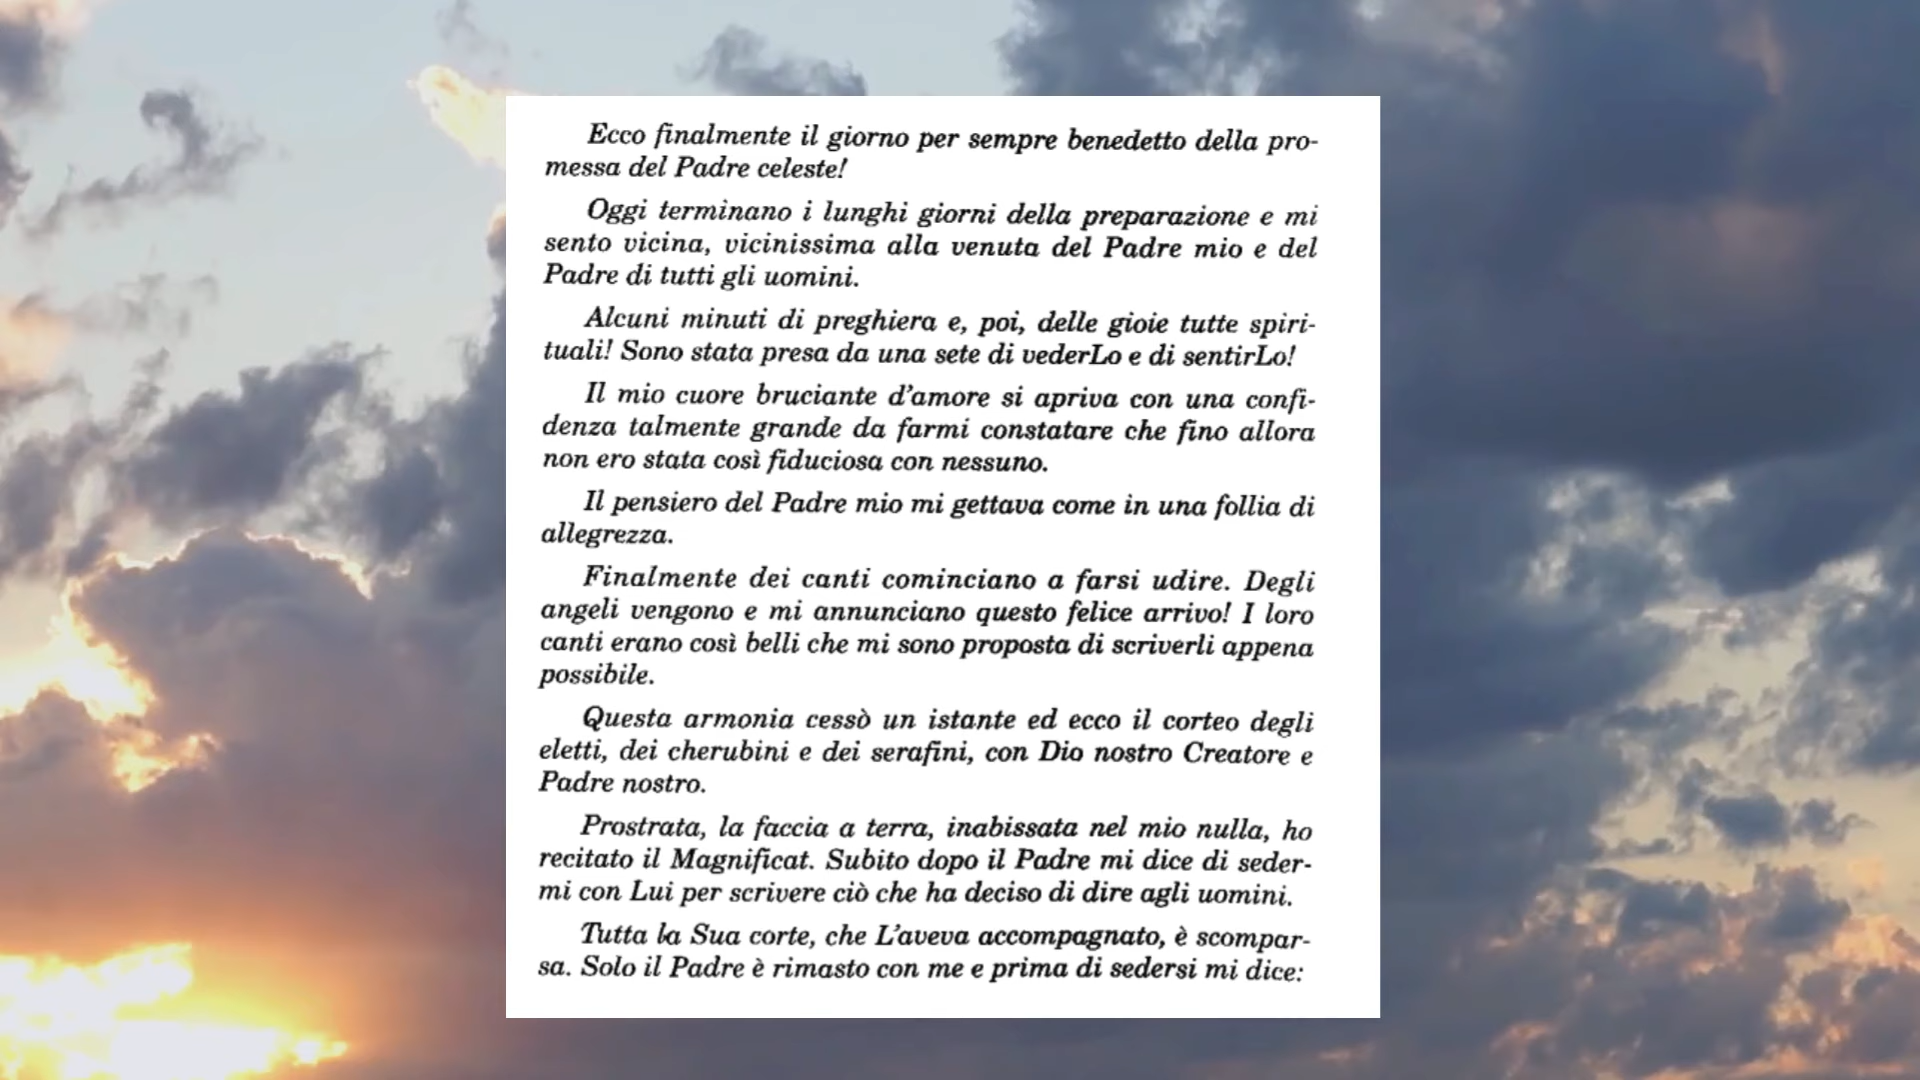 Ecco finalmente il giorno per sempre benedetto della pro-
messa del Padre celeste!
Oggi terminano i lunghi giorni della preparazione e mi
sento vicina, vicinissima alla venuta del Padre mio e del
Padre di tutti gli uomini.
Alcuni minuti di preghiera e, poi, delle gioie tutte spiri-
tuali! Sono stata presa da una sete di vederLo e di sentirLo!
Il mio cuore bruciante d'amore si apriva con una confi-
denza talmente grande da farmi constatare che fino allora
non ero stata così fiduciosa con nessuno.
Il pensiero del Padre mio mi gettava come in una follia di
allegrezza.
Finalmente dei canti cominciano a farsi udire. Degli
angeli vengono e mi annunciano questo felice arrivo! I loro
canti erano così belli che mi sono proposta di scriverli appena
possibile.
Questa armonia cessò un istante ed ecco il corteo degli
eletti, dei cherubini e dei serafini, con Dio nostro Creatore e
Padre nostro.
Prostrata, la faccia a terra, inabissata nel mio nulla, ho
recitato il Magnificat. Subito dopo il Padre mi dice di seder-
mi con Lui per scrivere ciò che ha deciso di dire agli uomini.
Tutta la Sua corte, che L'aveva accompagnato, è scompar-
sa. Solo il Padre è rimasto con me e prima di sedersi mi dice: